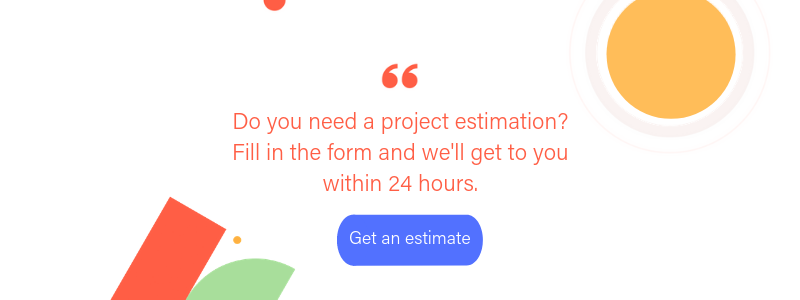 “
Do you need a project estimation?
Fill in the form and we'll get to you
within 24 hours.
Get an estimate